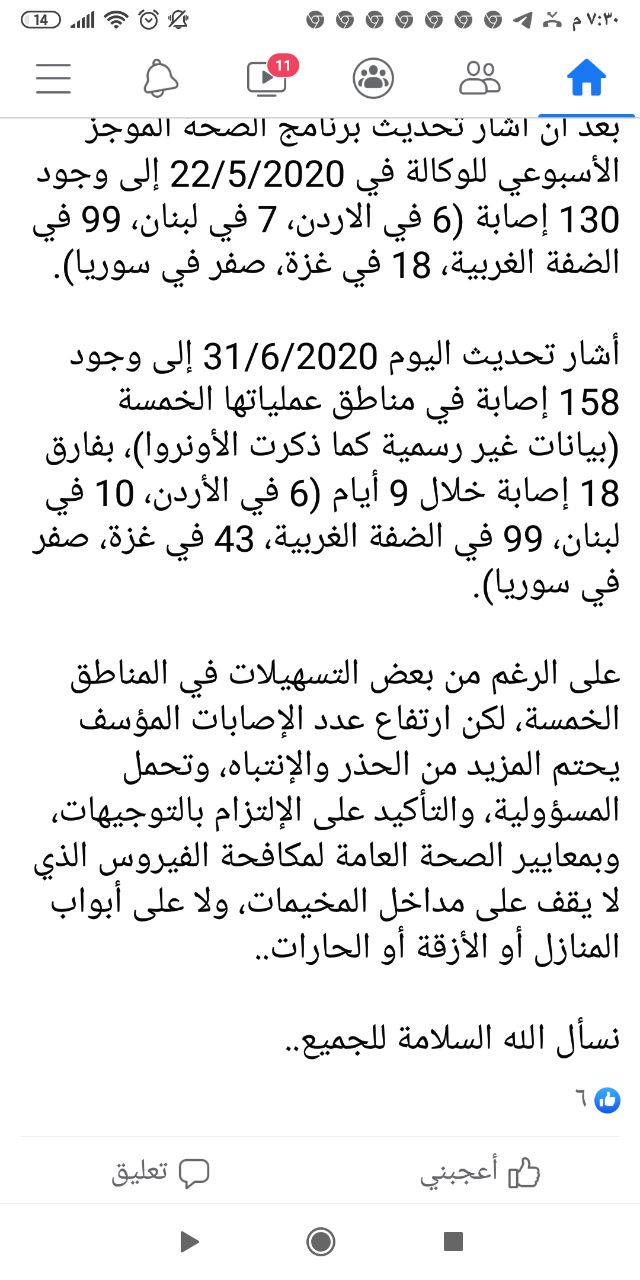 14
٧:٣٠ م
11
بعد أن أشار تحديث برنامج الصحة الموجز
الأسبوعي للوكالة في 22/5/2020 إلى وجود
130 إصابة (6 في الاردن، 7 في لبنان، 99 في
الضفة الغربية، 18 في غزة، صفر في سوريا).
أشار تحديث اليوم 31/6/2020 إلى وجود
158 إصابة في مناطق عملياتها الخمسة
(بيانات غير رسمية كما ذكرت الأونروا)، بفارق
18 إصابة خلال 9 أيام (6 في الأردن، 10 في
لبنان، 99 في الضفة الغربية، 43 في غزة، صفر
في سوريا).
على الرغم من بعض التسهيلات في المناطق
الخمسة، لكن ارتفاع عدد الإصابات المؤسف
يحتم المزيد من الحذر والإنتباه، وتحمل
المسؤولية، والتأكيد على الإلتزام بالتوجيهات،
وبمعايير الصحة العامة لمكافحة الفيروس الذي
لا يقف على مداخل المخيمات، ولا على أبواب
المنازل أو الأزقة أو الحارات..
نسأل الله السلامة للجميع..
٦
أعجبني
تعليق